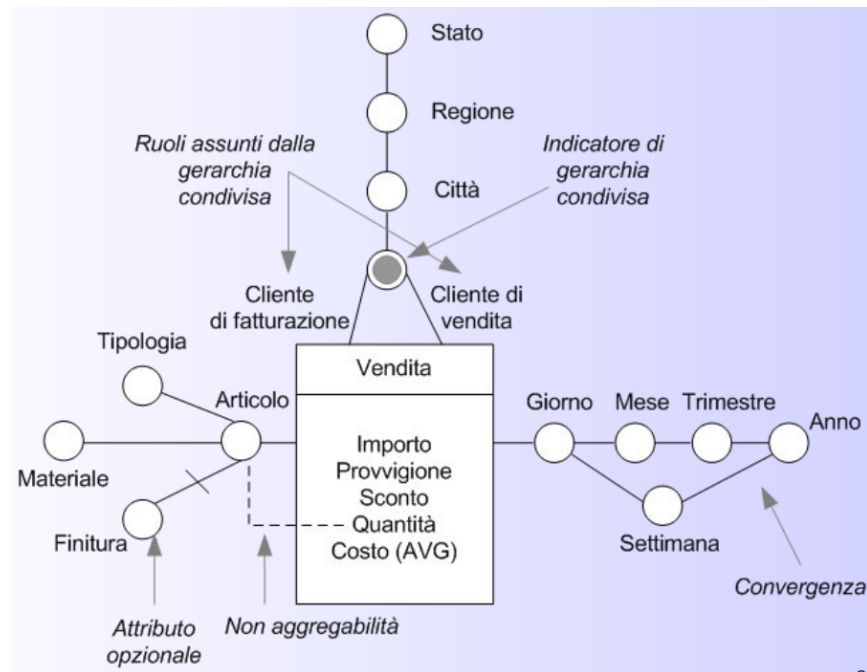 Stato
Regione
Ruoli assunti dalla
gerarchia
condivisa
Indicatore di
gerarchia
condivisa
Città
Cliente
di fatturazione
Cliente di
vendita
Tipologia
Articolo
Materiale
Finitura
Vendita
Importo
Provvigione
Sconto
Quantità
Costo (AVG)
Giorno
Mese
Trimestre
Anno
Settimana
Convergenza
Attributo
opzionale
Non aggregabilità